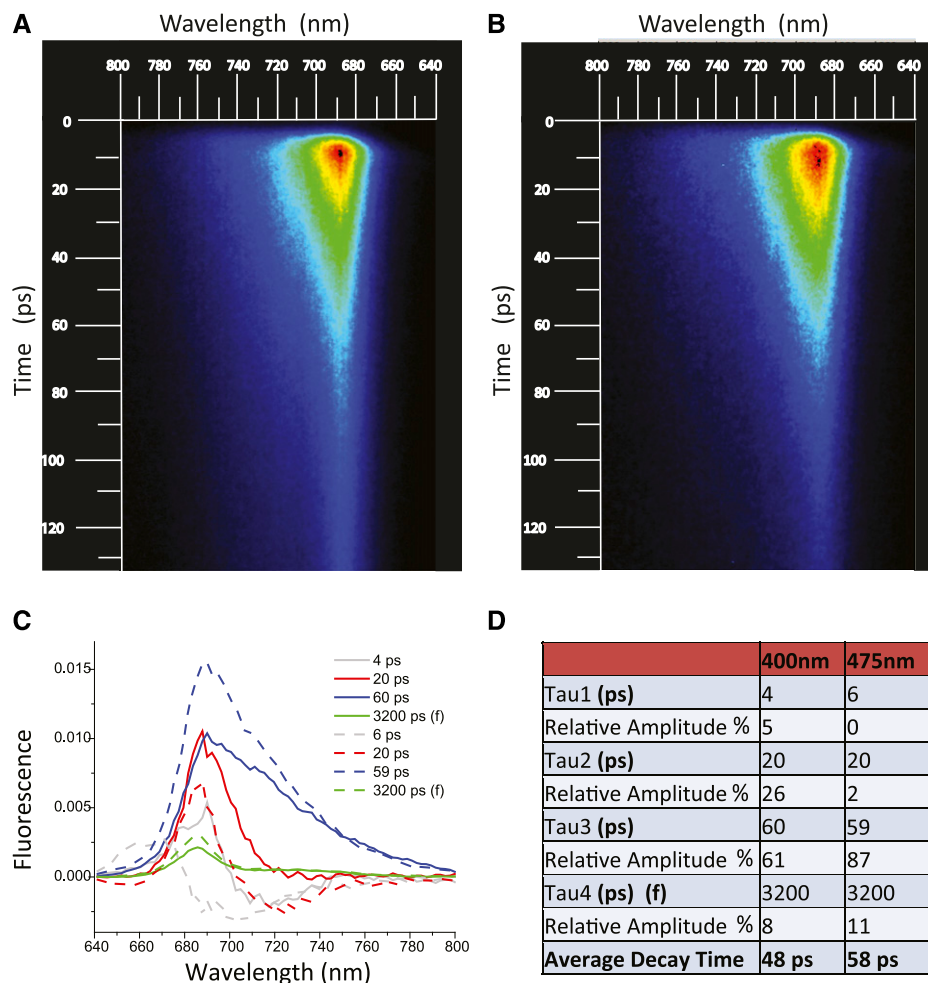 A
Wavelength (nm)
800 780 760 740 720 700 680 660 640
0
20
40
60
80
100
120
Time (ps)
B
Wavelength (nm)
800 780 760 740 720 700 680 660 640
0
20
40
60
80
100
120
Time (ps)
C
0.015
0.010
0.005
0.000
Fluorescence
4 ps
20 ps
60 ps
3200 ps (f)
6 ps
20 ps
59 ps
3200 ps (f)
640 660 680 700 720 740 760 780 800
Wavelength (nm)
D
400nm 475nm
Tau1 (ps) 4 6
Relative Amplitude % 5 0
Tau2 (ps) 20 20
Relative Amplitude % 26 2
Tau3 (ps) 60 59
Relative Amplitude % 61 87
Tau4 (ps) (f) 3200 3200
Relative Amplitude % 8 11
Average Decay Time 48 ps 58 ps